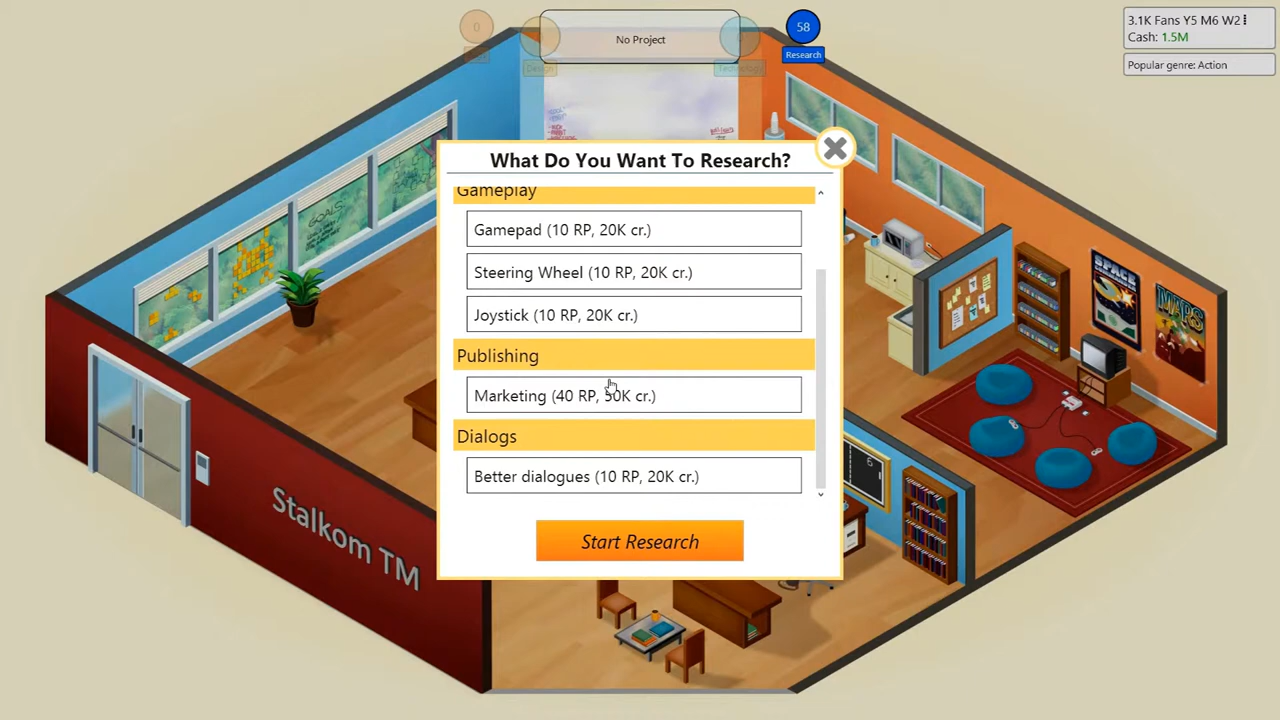 3.1K Fans Y5 M6 W2
Cash: 1.5M
Popular genre: Action
0
58
No Project
Design
Technology
Research
What Do You Want To Research?
Gameplay
Gamepad (10 RP, 20K cr.)
Steering Wheel (10 RP, 20K cr.)
Joystick (10 RP, 20K cr.)
Publishing
Marketing (40 RP, 50K cr.)
Dialogs
Better dialogues (10 RP, 20K cr.)
Start Research
GOALS
SPACE
MARS
Stalkom TM